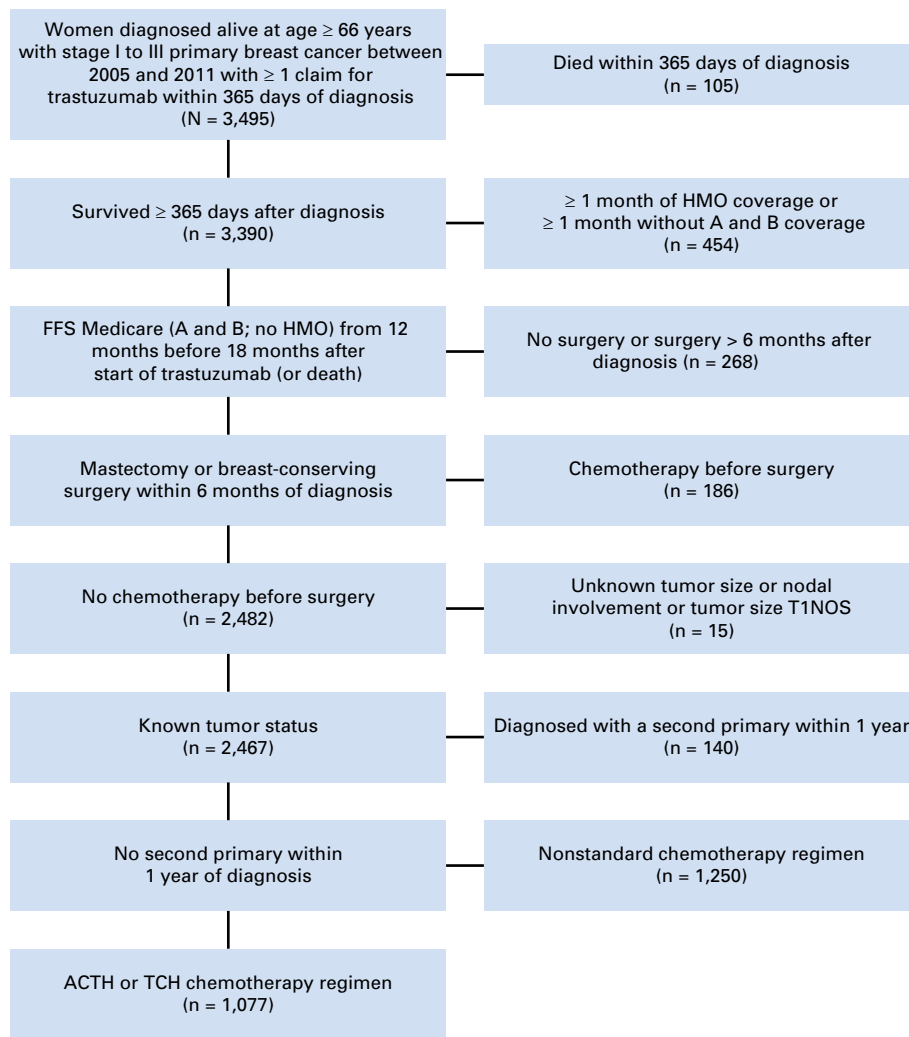 Women diagnosed alive at age ≥ 66 years
with stage I to III primary breast cancer between
2005 and 2011 with ≥ 1 claim for
trastuzumab within 365 days of diagnosis
(N = 3,495)
Died within 365 days of diagnosis
(n = 105)
Survived ≥ 365 days after diagnosis
(n = 3,390)
≥ 1 month of HMO coverage or
≥ 1 month without A and B coverage
(n = 454)
FFS Medicare (A and B; no HMO) from 12
months before 18 months after
start of trastuzumab (or death)
No surgery or surgery > 6 months after
diagnosis (n = 268)
Mastectomy or breast-conserving
surgery within 6 months of diagnosis
Chemotherapy before surgery
(n = 186)
No chemotherapy before surgery
(n = 2,482)
Unknown tumor size or nodal
involvement or tumor size T1NOS
(n = 15)
Known tumor status
(n = 2,467)
Diagnosed with a second primary within 1 year
(n = 140)
No second primary within
1 year of diagnosis
Nonstandard chemotherapy regimen
(n = 1,250)
ACTH or TCH chemotherapy regimen
(n = 1,077)